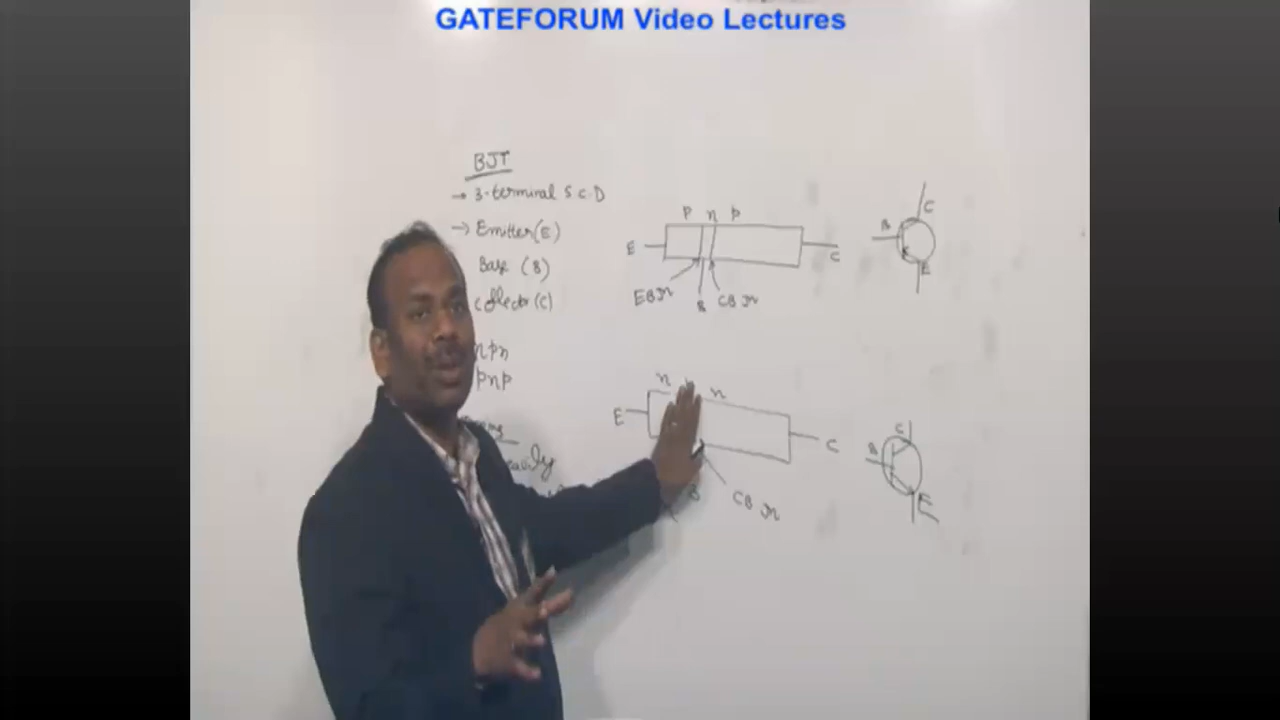 GATEFORUM Video Lectures
BJT
→ 3-terminal S.C.D
→ Emitter(E)
Base (B)
Collector(C)
npn
pnp
p n p
E
C
EB Jn
B
CB Jn
B
C
E
n
n
E
C
B
CB Jn
C
B
E